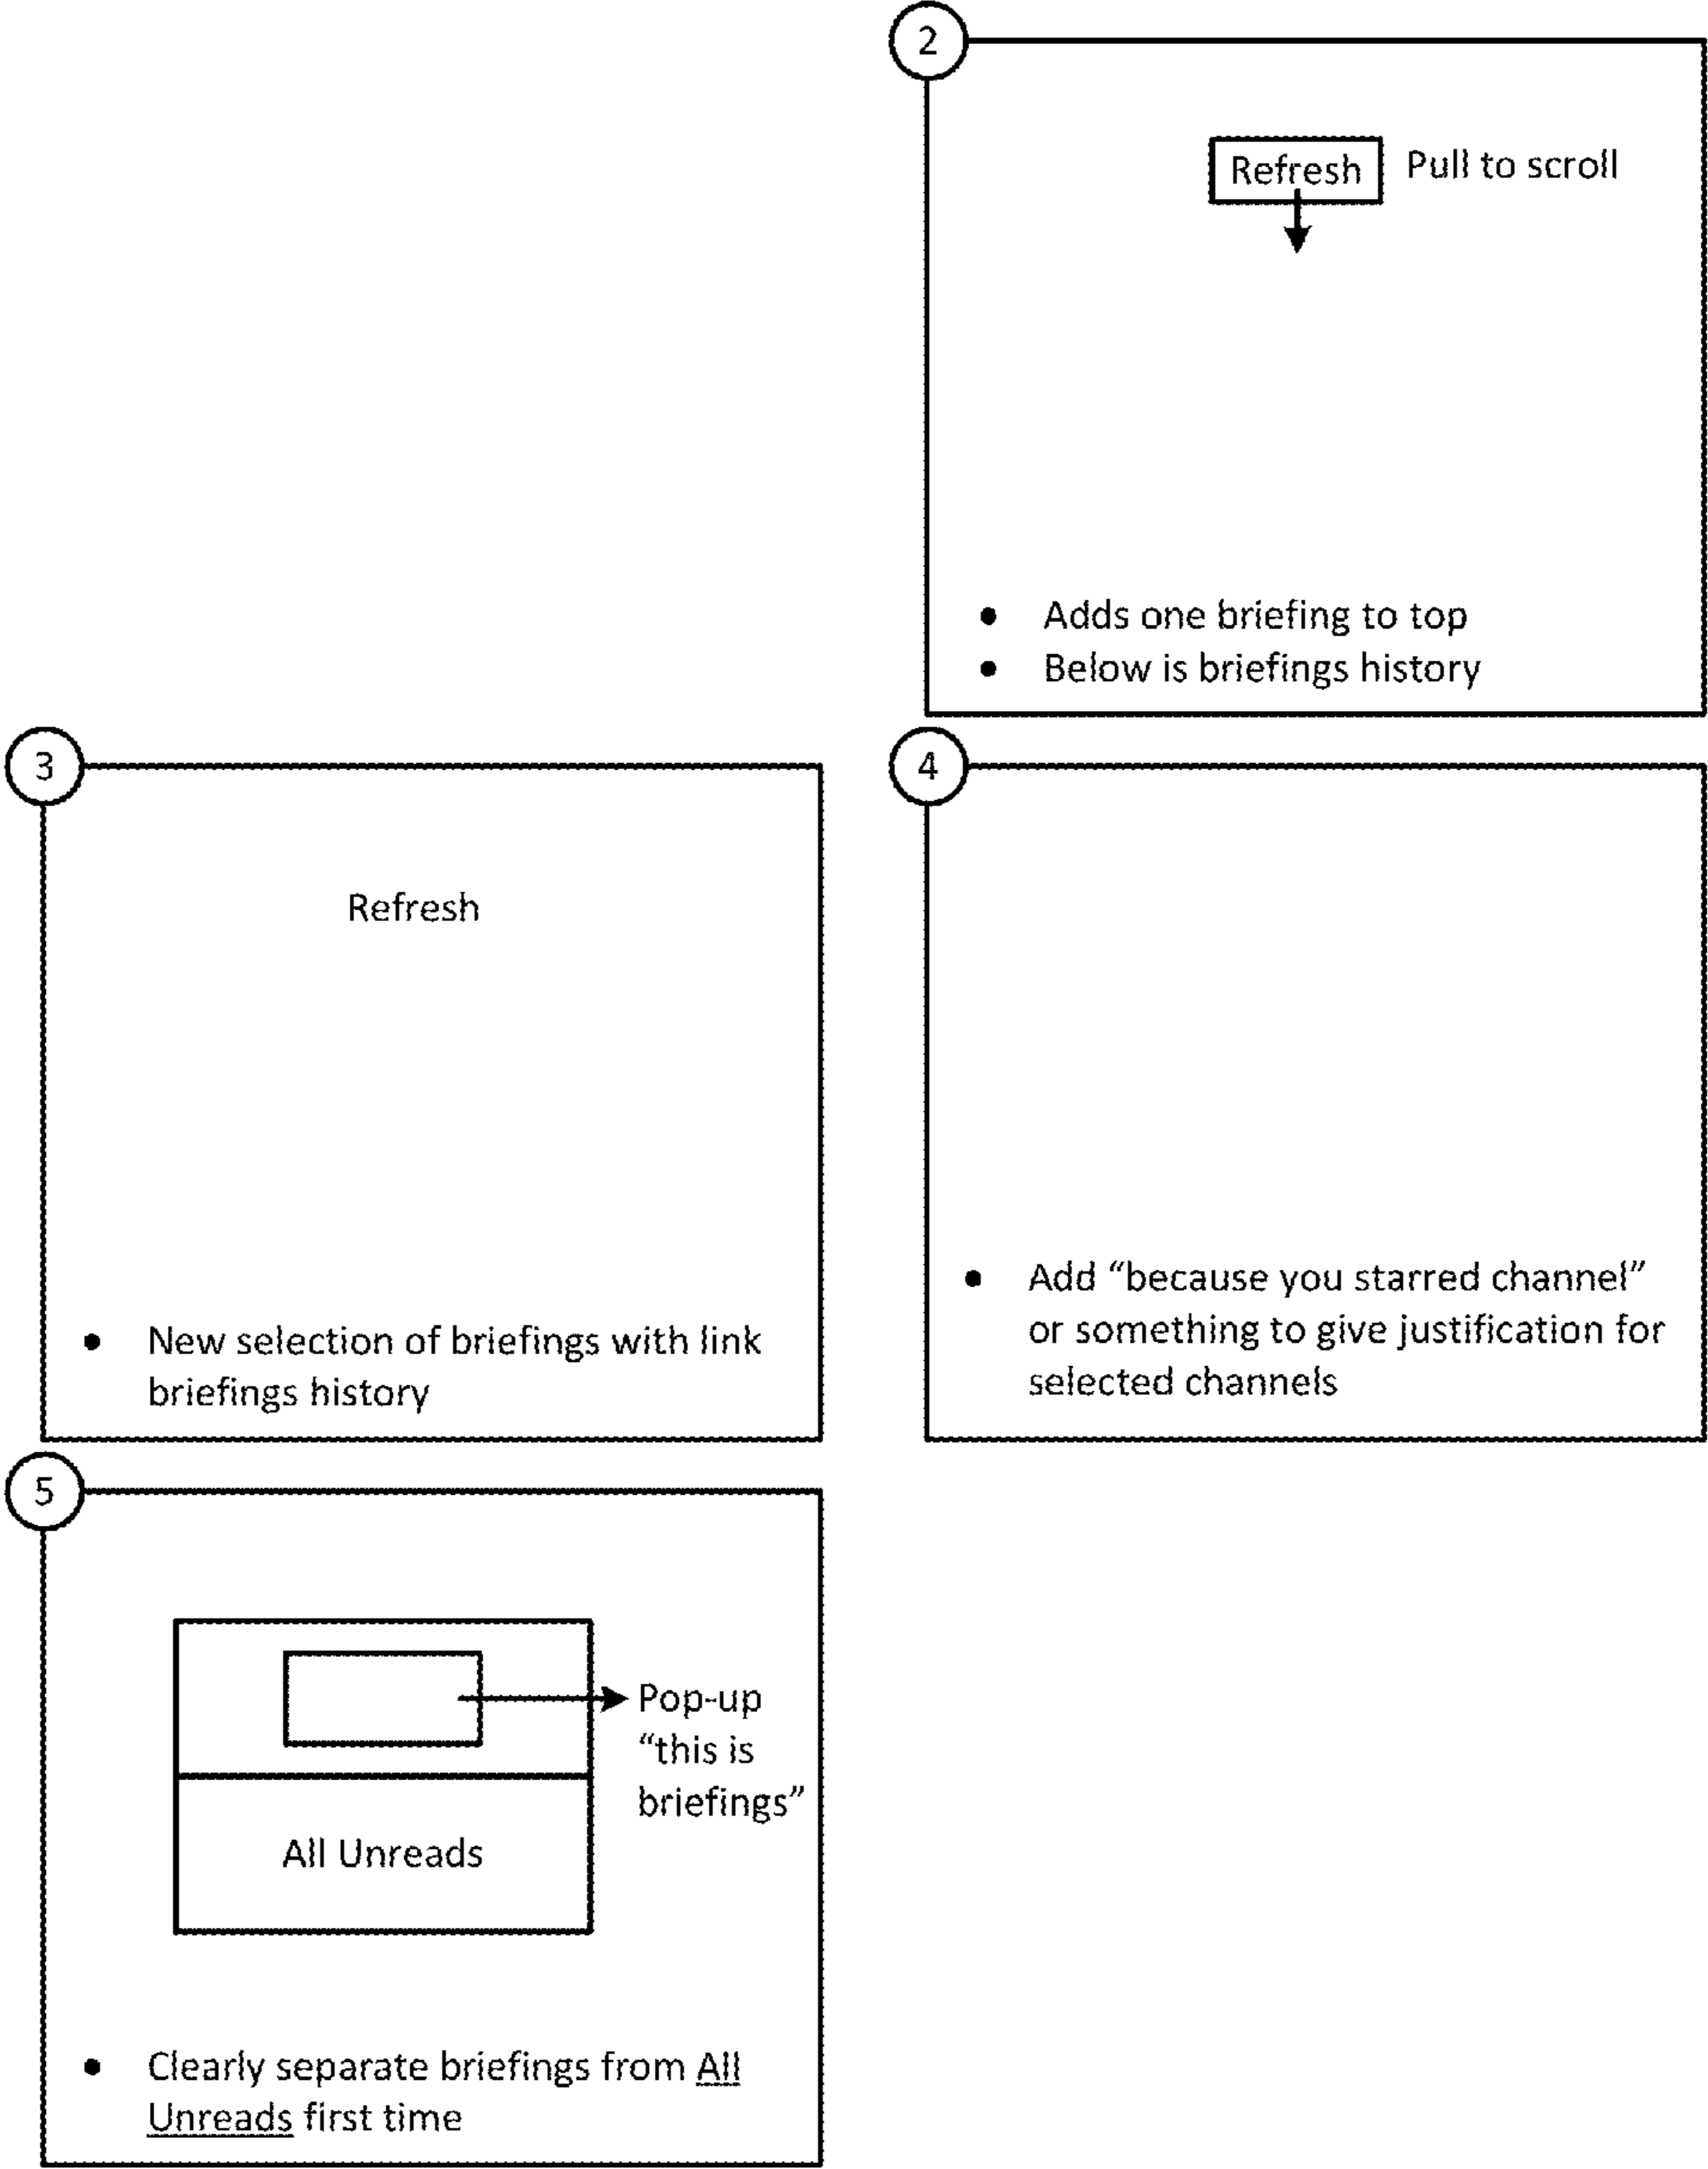 2
Refresh
Pull to scroll
• Adds one briefing to top
• Below is briefings history
3
Refresh
• New selection of briefings with link
briefings history
4
• Add “because you starred channel”
or something to give justification for
selected channels
5
Pop-up
“this is
briefings”
All Unreads
• Clearly separate briefings from All
Unreads first time